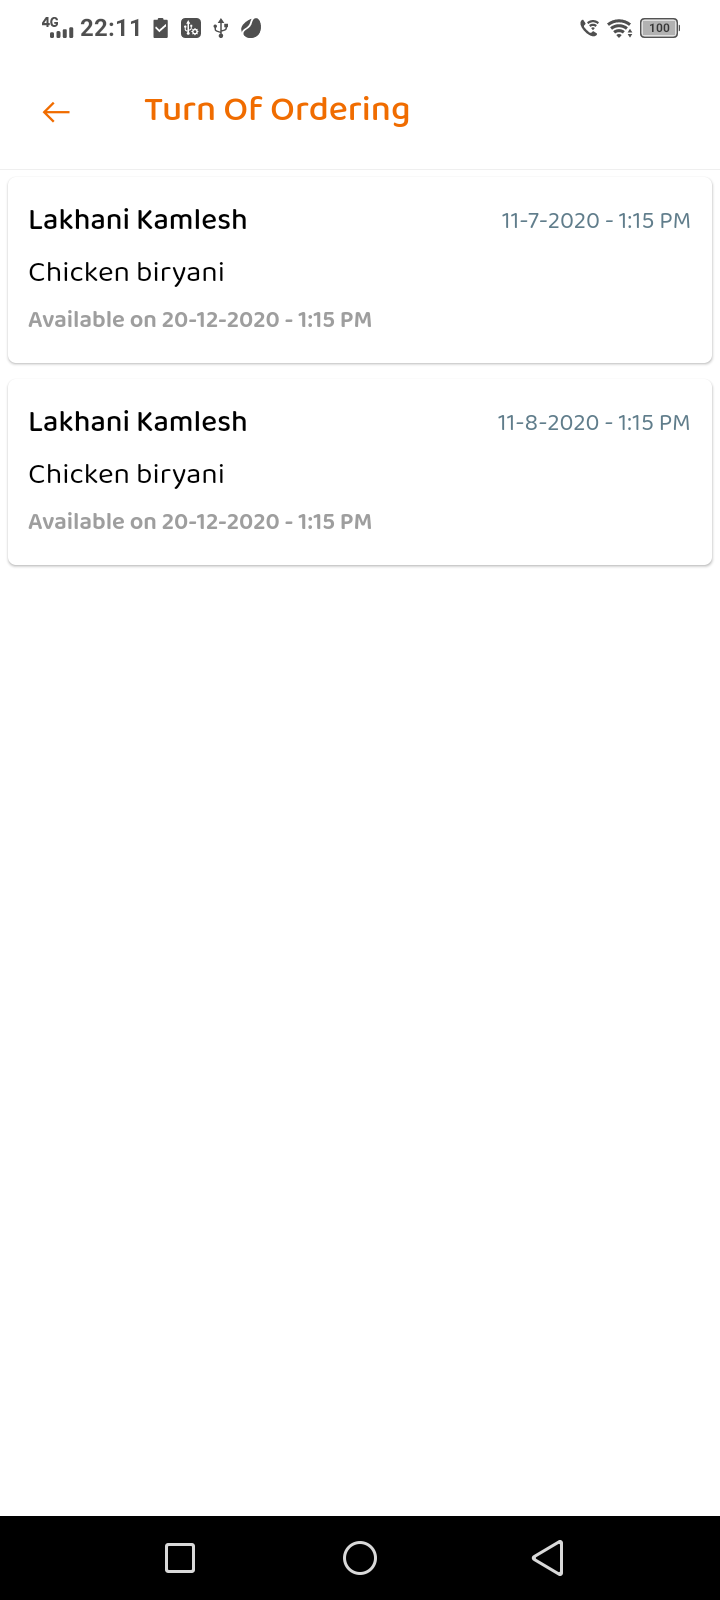 4G 22:11 100
Turn Of Ordering
Lakhani Kamlesh 11-7-2020 - 1:15 PM
Chicken biryani
Available on 20-12-2020 - 1:15 PM
Lakhani Kamlesh 11-8-2020 - 1:15 PM
Chicken biryani
Available on 20-12-2020 - 1:15 PM